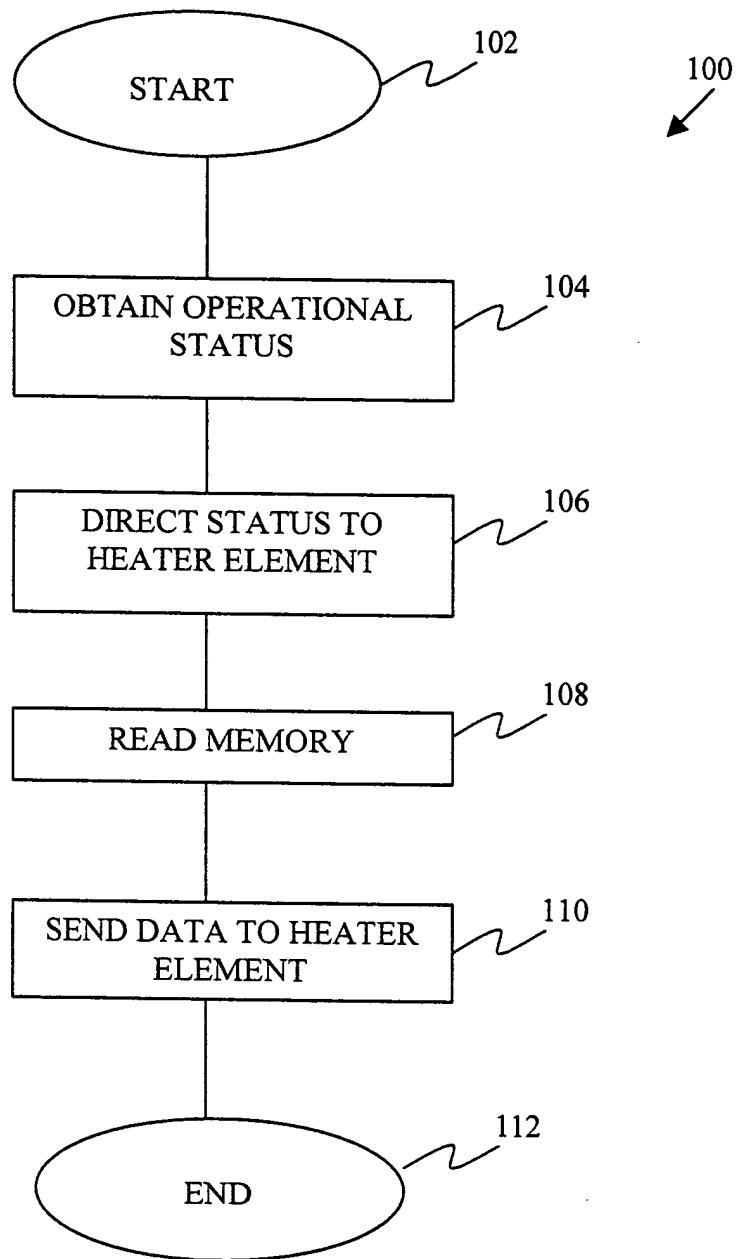 START
102
100
OBTAIN OPERATIONAL
STATUS
104
DIRECT STATUS TO
HEATER ELEMENT
106
READ MEMORY
108
SEND DATA TO HEATER
ELEMENT
110
END
112